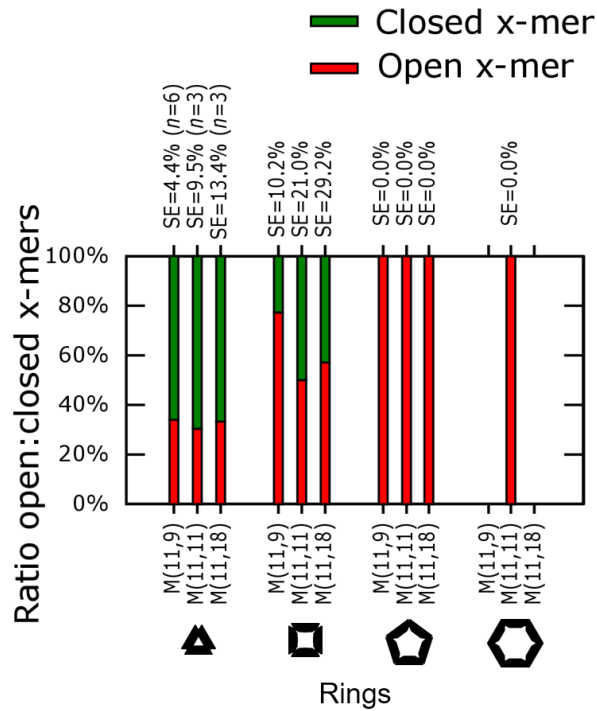 Closed x-mer
Open x-mer
SE=4.4% (n=6)
SE=9.5% (n=3)
SE=13.4% (n=3)
SE=10.2%
SE=21.0%
SE=29.2%
SE=0.0%
SE=0.0%
SE=0.0%
SE=0.0%
Ratio open:closed x-mers
100%
80%
60%
40%
20%
0%
M(11,9)
M(11,11)
M(11,18)
M(11,9)
M(11,11)
M(11,18)
M(11,9)
M(11,11)
M(11,18)
M(11,9)
M(11,11)
M(11,18)
Rings